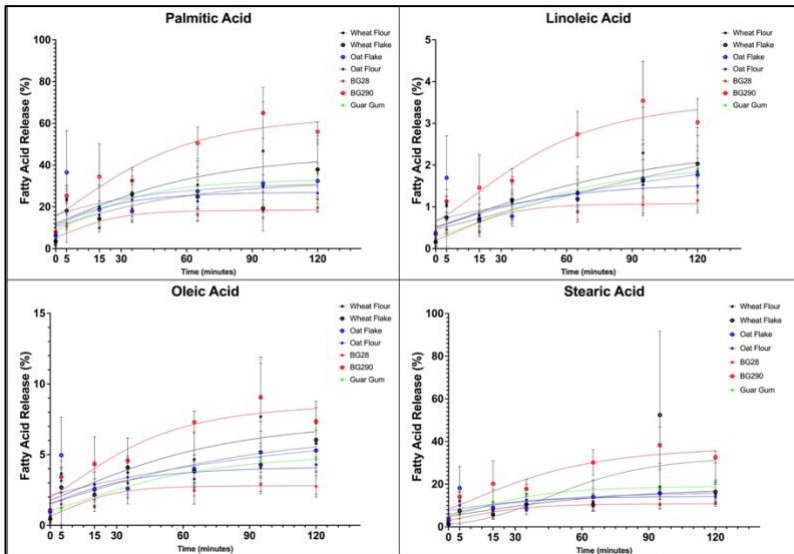 Palmitic Acid
Fatty Acid Release (%)
100
80
60
40
20
0
0 5 15 30 60 90 120
Time (minutes)
Wheat Flour
Wheat Flake
Oat Flake
Oat Flour
BG28
BG290
Guar Gum
Linoleic Acid
Fatty Acid Release (%)
5
4
3
2
1
0
0 5 15 30 60 90 120
Time (minutes)
Wheat Flour
Wheat Flake
Oat Flake
Oat Flour
BG28
BG290
Guar Gum
Oleic Acid
Fatty Acid Release (%)
15
10
5
0
0 5 15 30 60 90 120
Time (minutes)
Wheat Flour
Wheat Flake
Oat Flake
Oat Flour
BG28
BG290
Guar Gum
Stearic Acid
Fatty Acid Release (%)
100
80
60
40
20
0
0 5 15 30 60 90 120
Time (minutes)
Wheat Flour
Wheat Flake
Oat Flake
Oat Flour
BG28
BG290
Guar Gum